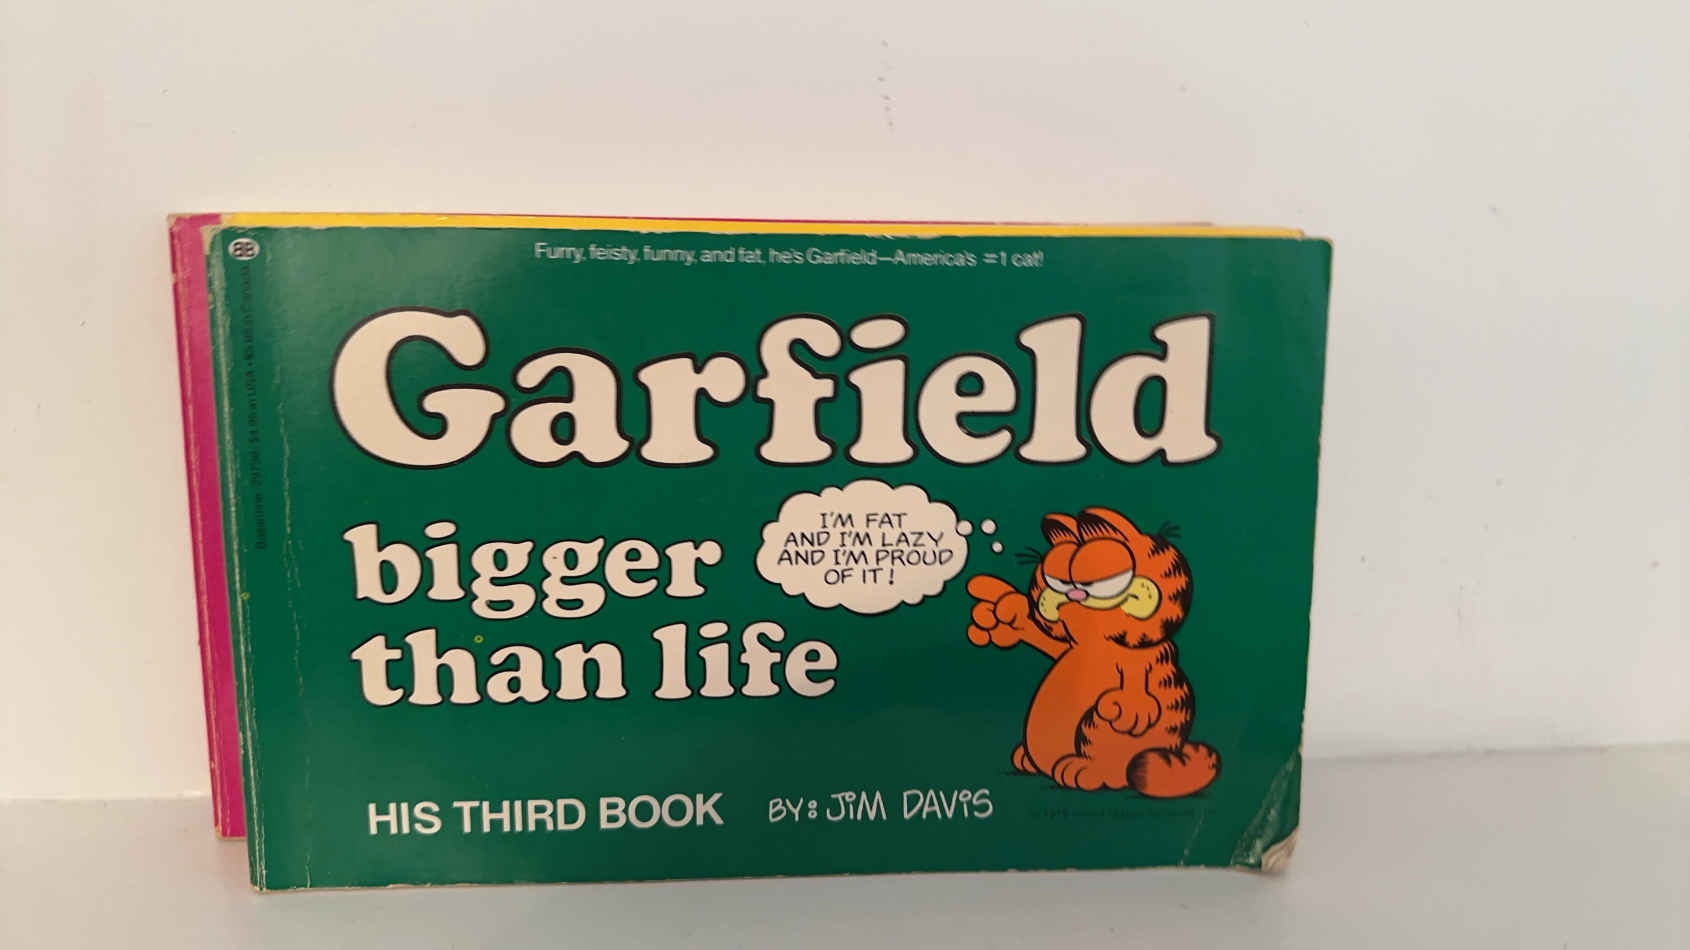 BB
Furry, feisty, funny, and fat, he's Garfield—America's #1 cat!
Garfield
bigger
than life
I'M FAT
AND I'M LAZY
AND I'M PROUD
OF IT!
HIS THIRD BOOK
BY: JIM DAVIS